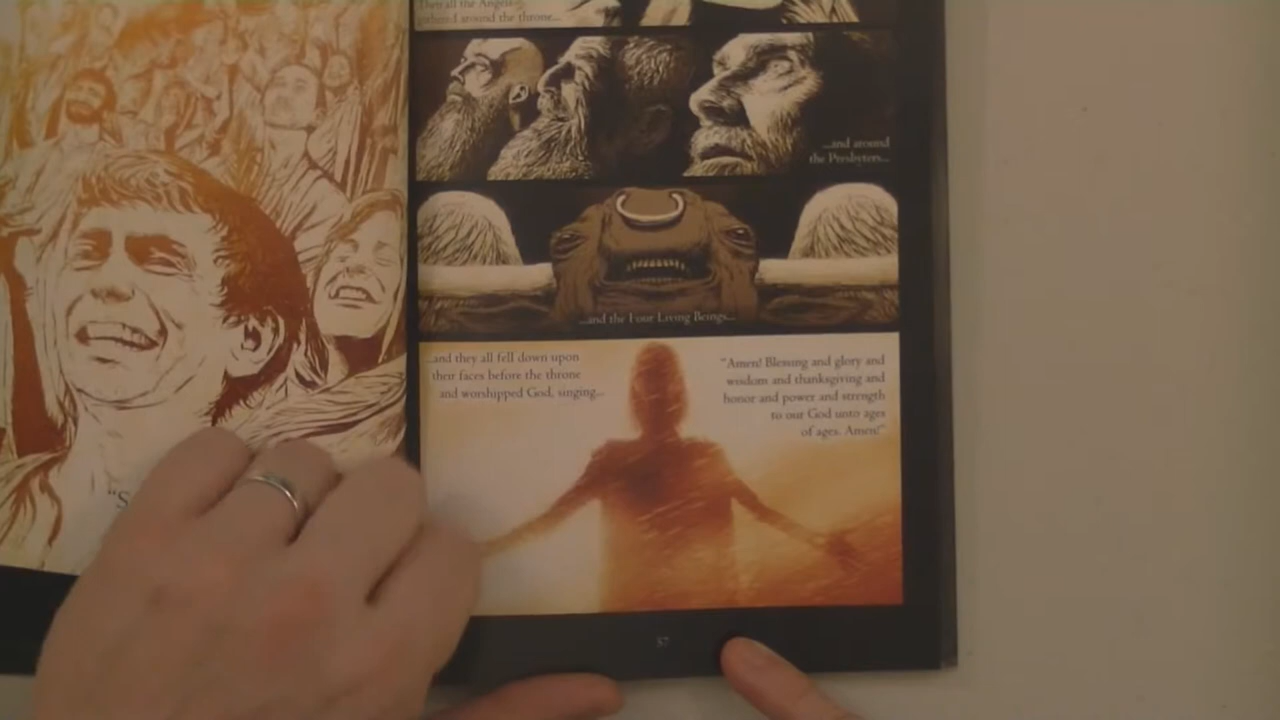 "S
Then all the Angels
gathered around the throne...
...and around
the Presbyters...
...and the Four Living Beings...
...and they all fell down upon
their faces before the throne
and worshipped God, singing...
"Amen! Blessing and glory and
wisdom and thanksgiving and
honor and power and strength
to our God unto ages
of ages. Amen!"
57